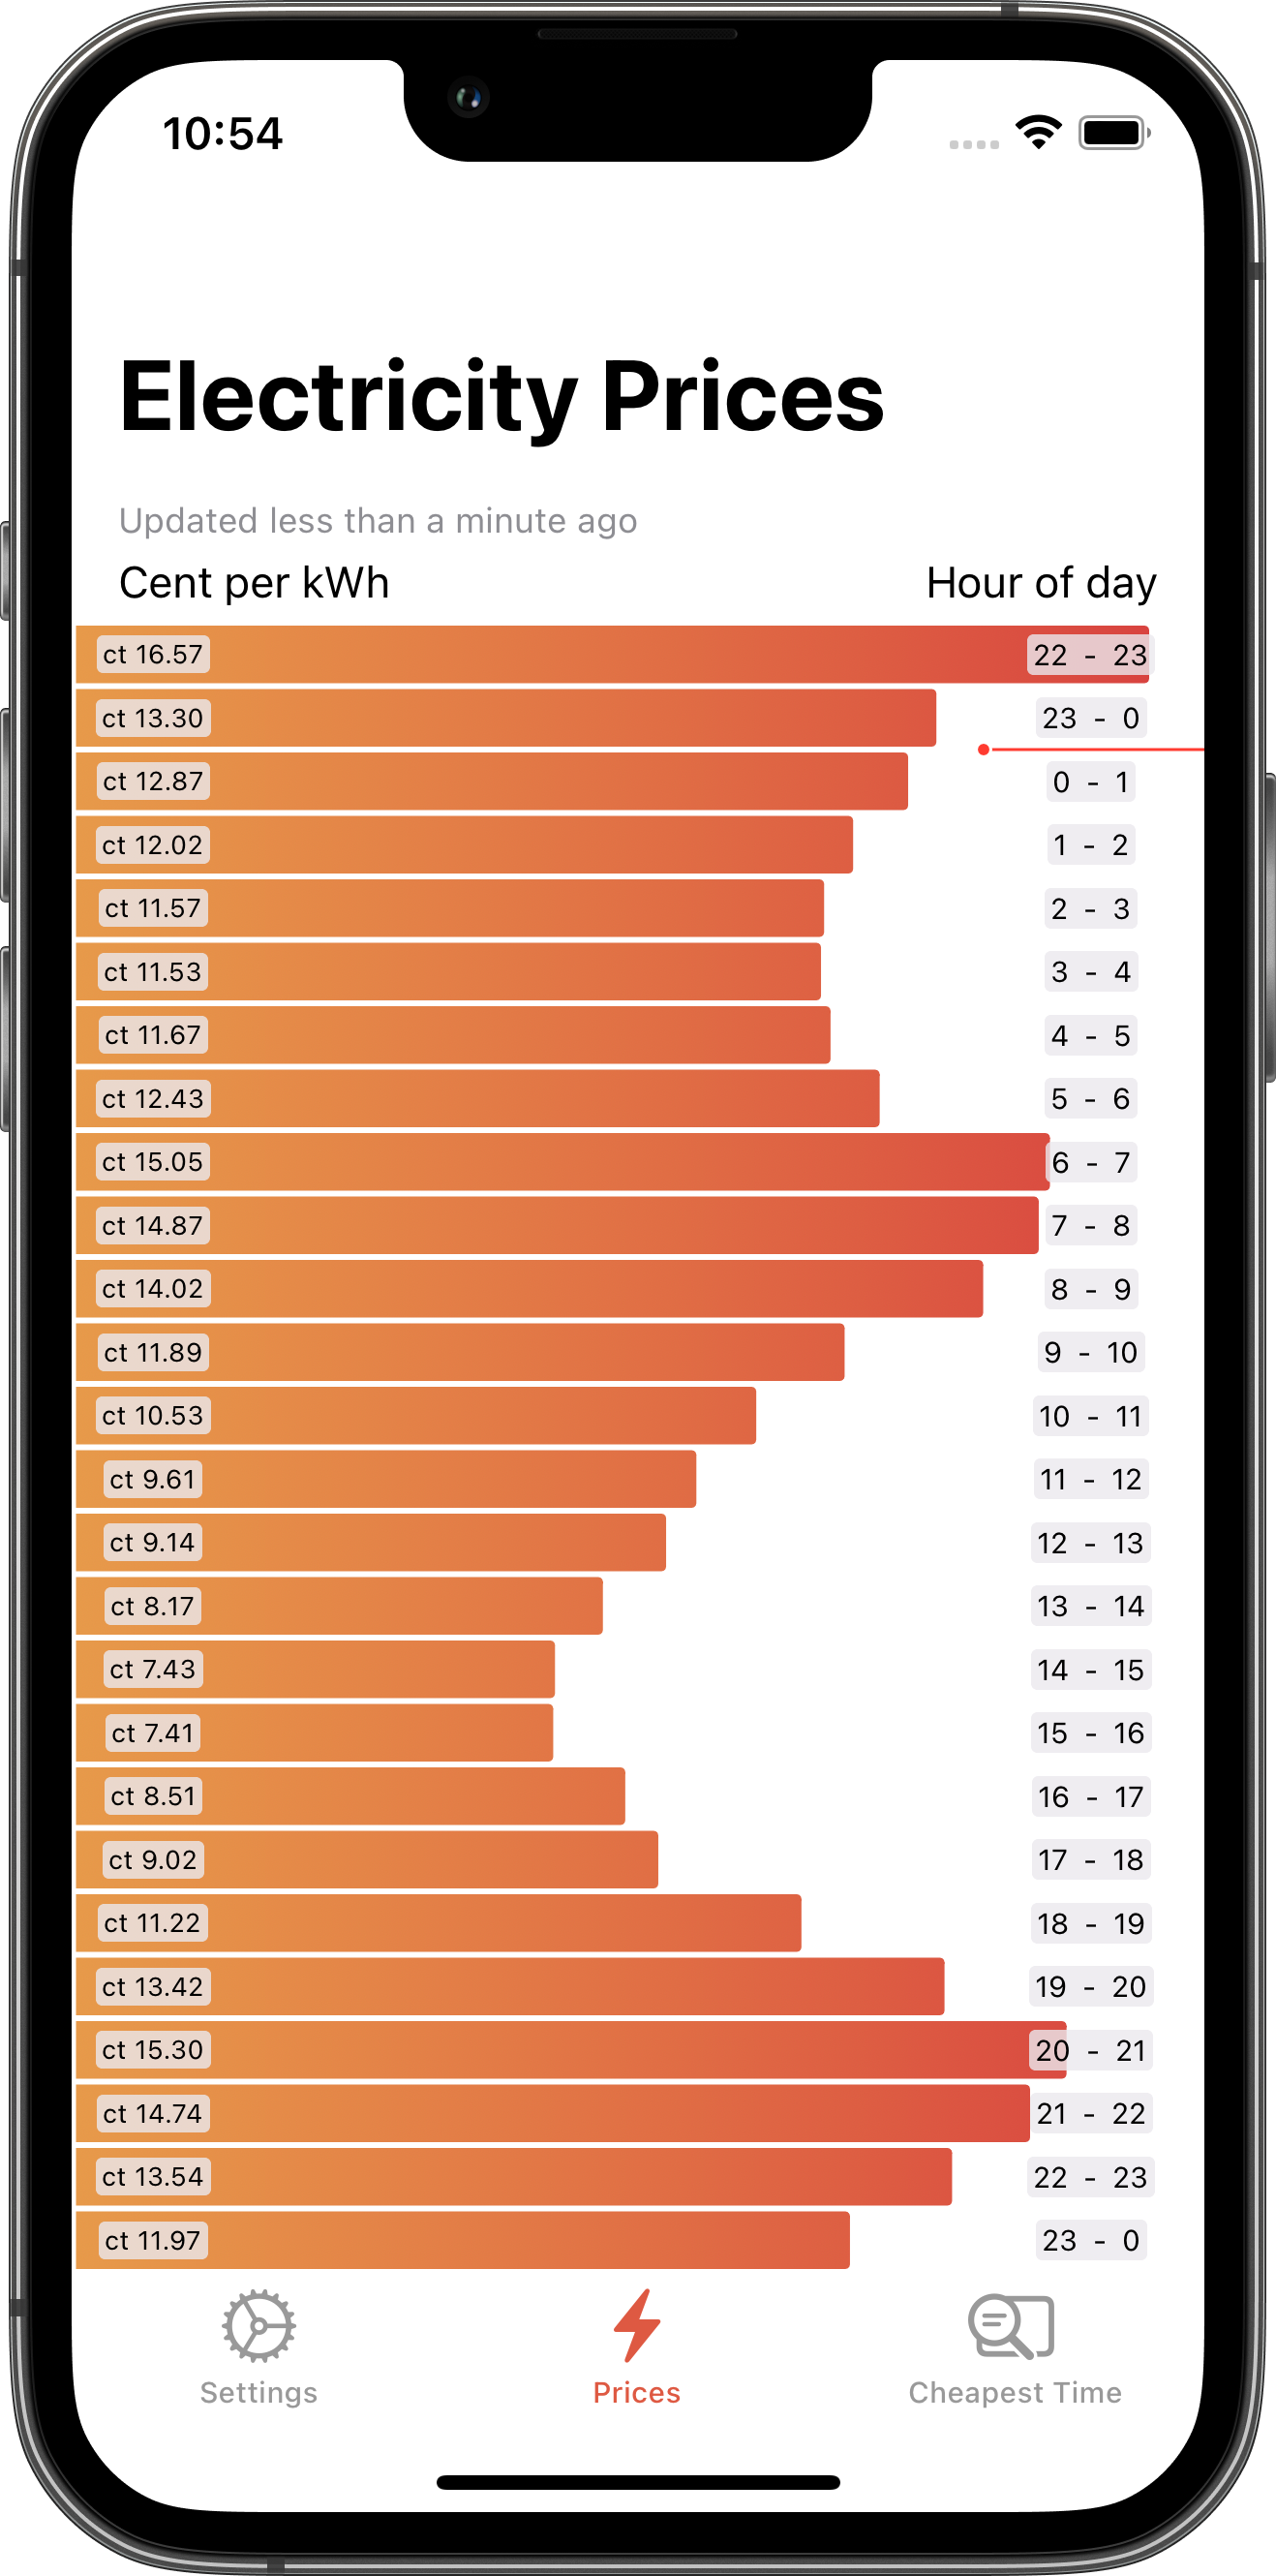 10:54
Electricity Prices
Updated less than a minute ago
Cent per kWh Hour of day
ct 16.57 22 - 23
ct 13.30 23 - 0
ct 12.87 0 - 1
ct 12.02 1 - 2
ct 11.57 2 - 3
ct 11.53 3 - 4
ct 11.67 4 - 5
ct 12.43 5 - 6
ct 15.05 6 - 7
ct 14.87 7 - 8
ct 14.02 8 - 9
ct 11.89 9 - 10
ct 10.53 10 - 11
ct 9.61 11 - 12
ct 9.14 12 - 13
ct 8.17 13 - 14
ct 7.43 14 - 15
ct 7.41 15 - 16
ct 8.51 16 - 17
ct 9.02 17 - 18
ct 11.22 18 - 19
ct 13.42 19 - 20
ct 15.30 20 - 21
ct 14.74 21 - 22
ct 13.54 22 - 23
ct 11.97 23 - 0
Settings Prices Cheapest Time